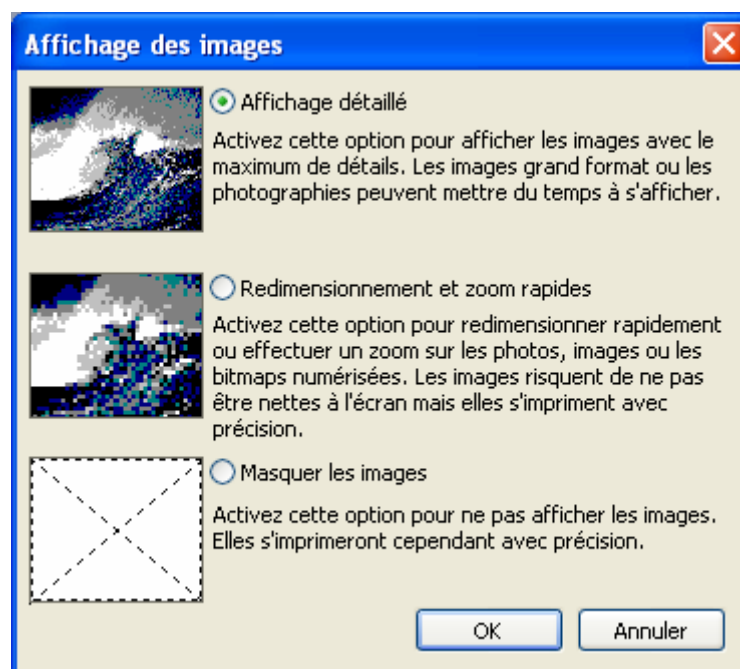 Affichage des images
Affichage détaillé
Activez cette option pour afficher les images avec le
maximum de détails. Les images grand format ou les
photographies peuvent mettre du temps à s'afficher.
Redimensionnement et zoom rapides
Activez cette option pour redimensionner rapidement
ou effectuer un zoom sur les photos, images ou les
bitmaps numérisées. Les images risquent de ne pas
être nettes à l'écran mais elles s'impriment avec
précision.
Masquer les images
Activez cette option pour ne pas afficher les images.
Elles s'imprimeront cependant avec précision.
OK
Annuler